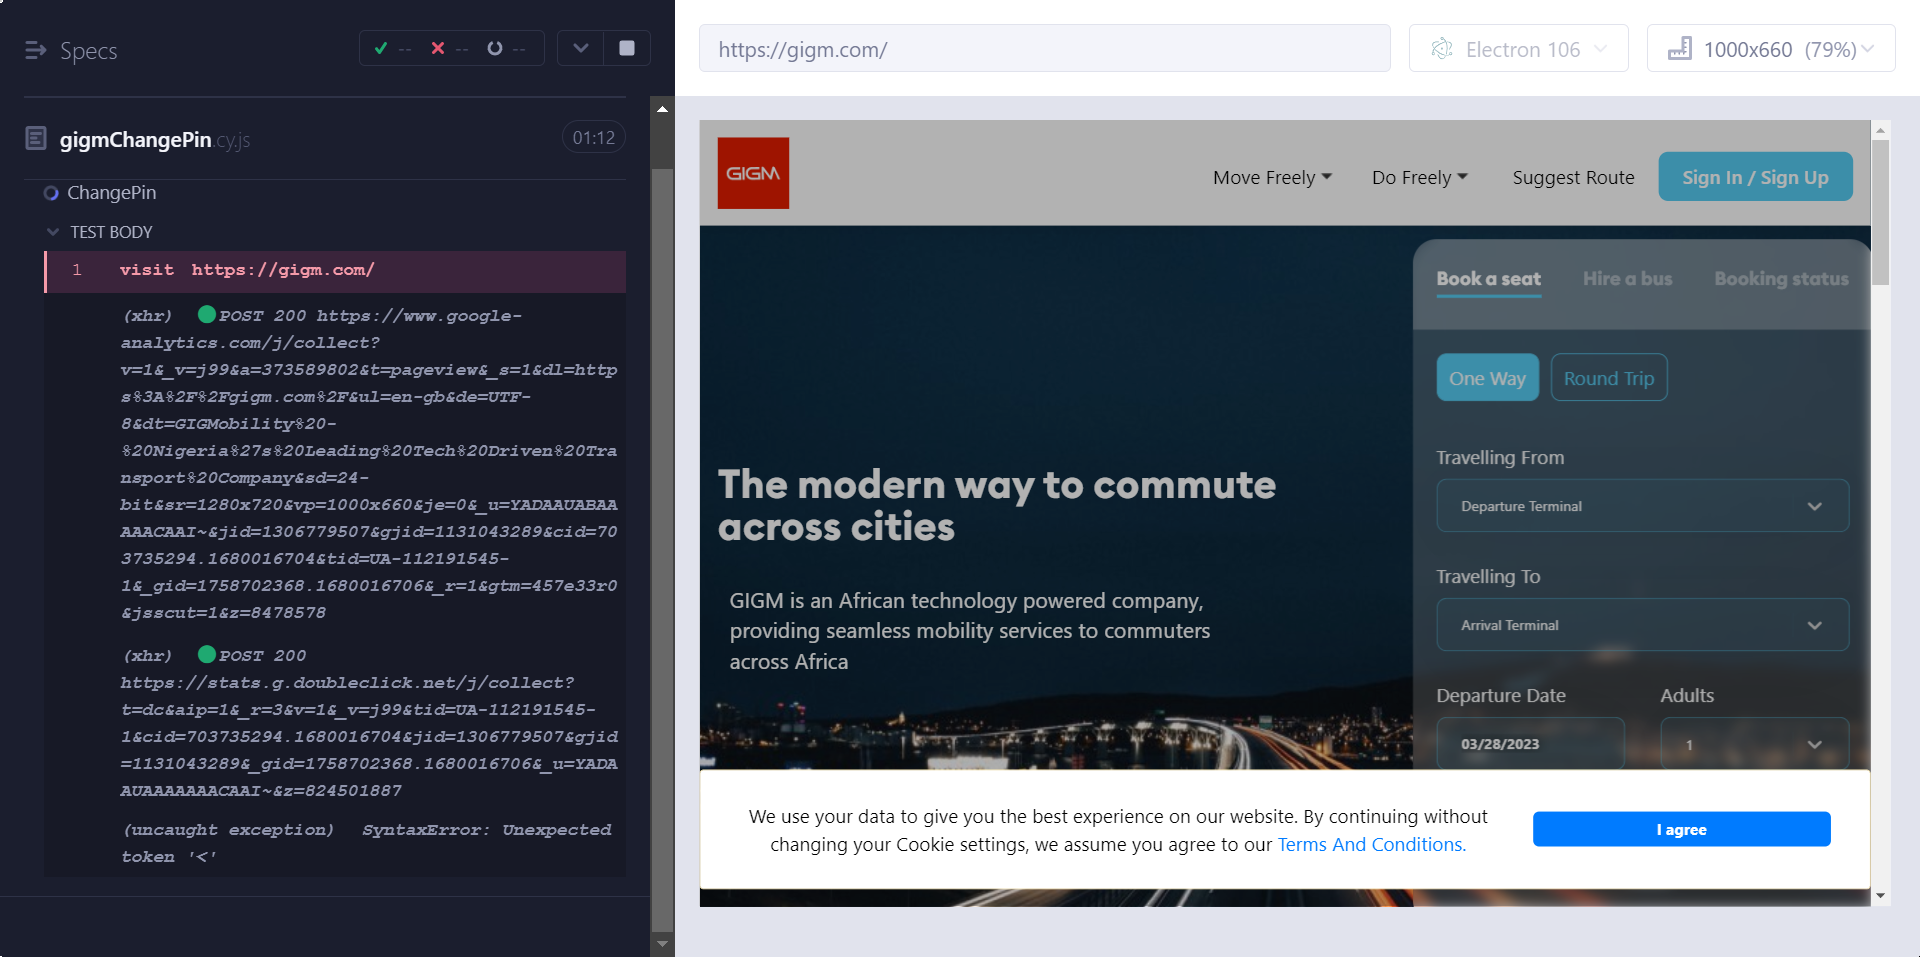 Specs
--
--
--
gigmChangePin.cy.js
01:12
ChangePin
TEST BODY
1 visit https://gigm.com/
(xhr) POST 200 https://www.google-
analytics.com/j/collect?
v=1&_v=j99&a=373589802&t=pageview&_s=1&dl=http
s%3A%2F%2Fgigm.com%2F&ul=en-gb&de=UTF-
8&dt=GIGMobility%20-
%20Nigeria%27s%20Leading%20Tech%20Driven%20Tra
nsport%20Company&sd=24-
bit&sr=1280x720&vp=1000x660&je=0&_u=YADAAUABAA
AAACAAI~&jid=1306779507&gjid=1131043289&cid=70
3735294.1680016704&tid=UA-112191545-
1&_gid=1758702368.1680016706&_r=1&gtm=457e33r0
&jsscut=1&z=8478578
(xhr) POST 200
https://stats.g.doubleclick.net/j/collect?
t=dc&aip=1&_r=3&v=1&_v=j99&tid=UA-112191545-
1&cid=703735294.1680016704&jid=1306779507&gjid
=1131043289&_gid=1758702368.1680016706&_u=YADA
AUAAAAAAACAAI~&z=824501887
(uncaught exception) SyntaxError: Unexpected
token '<'
https://gigm.com/
Electron 106
1000x660 (79%)
GIGM
Move Freely
Do Freely
Suggest Route
Sign In / Sign Up
The modern way to commute
across cities
GIGM is an African technology powered company,
providing seamless mobility services to commuters
across Africa
Book a seat
Hire a bus
Booking status
One Way
Round Trip
Travelling From
Departure Terminal
Travelling To
Arrival Terminal
Departure Date
Adults
03/28/2023
1
We use your data to give you the best experience on our website. By continuing without
changing your Cookie settings, we assume you agree to our Terms And Conditions.
I agree